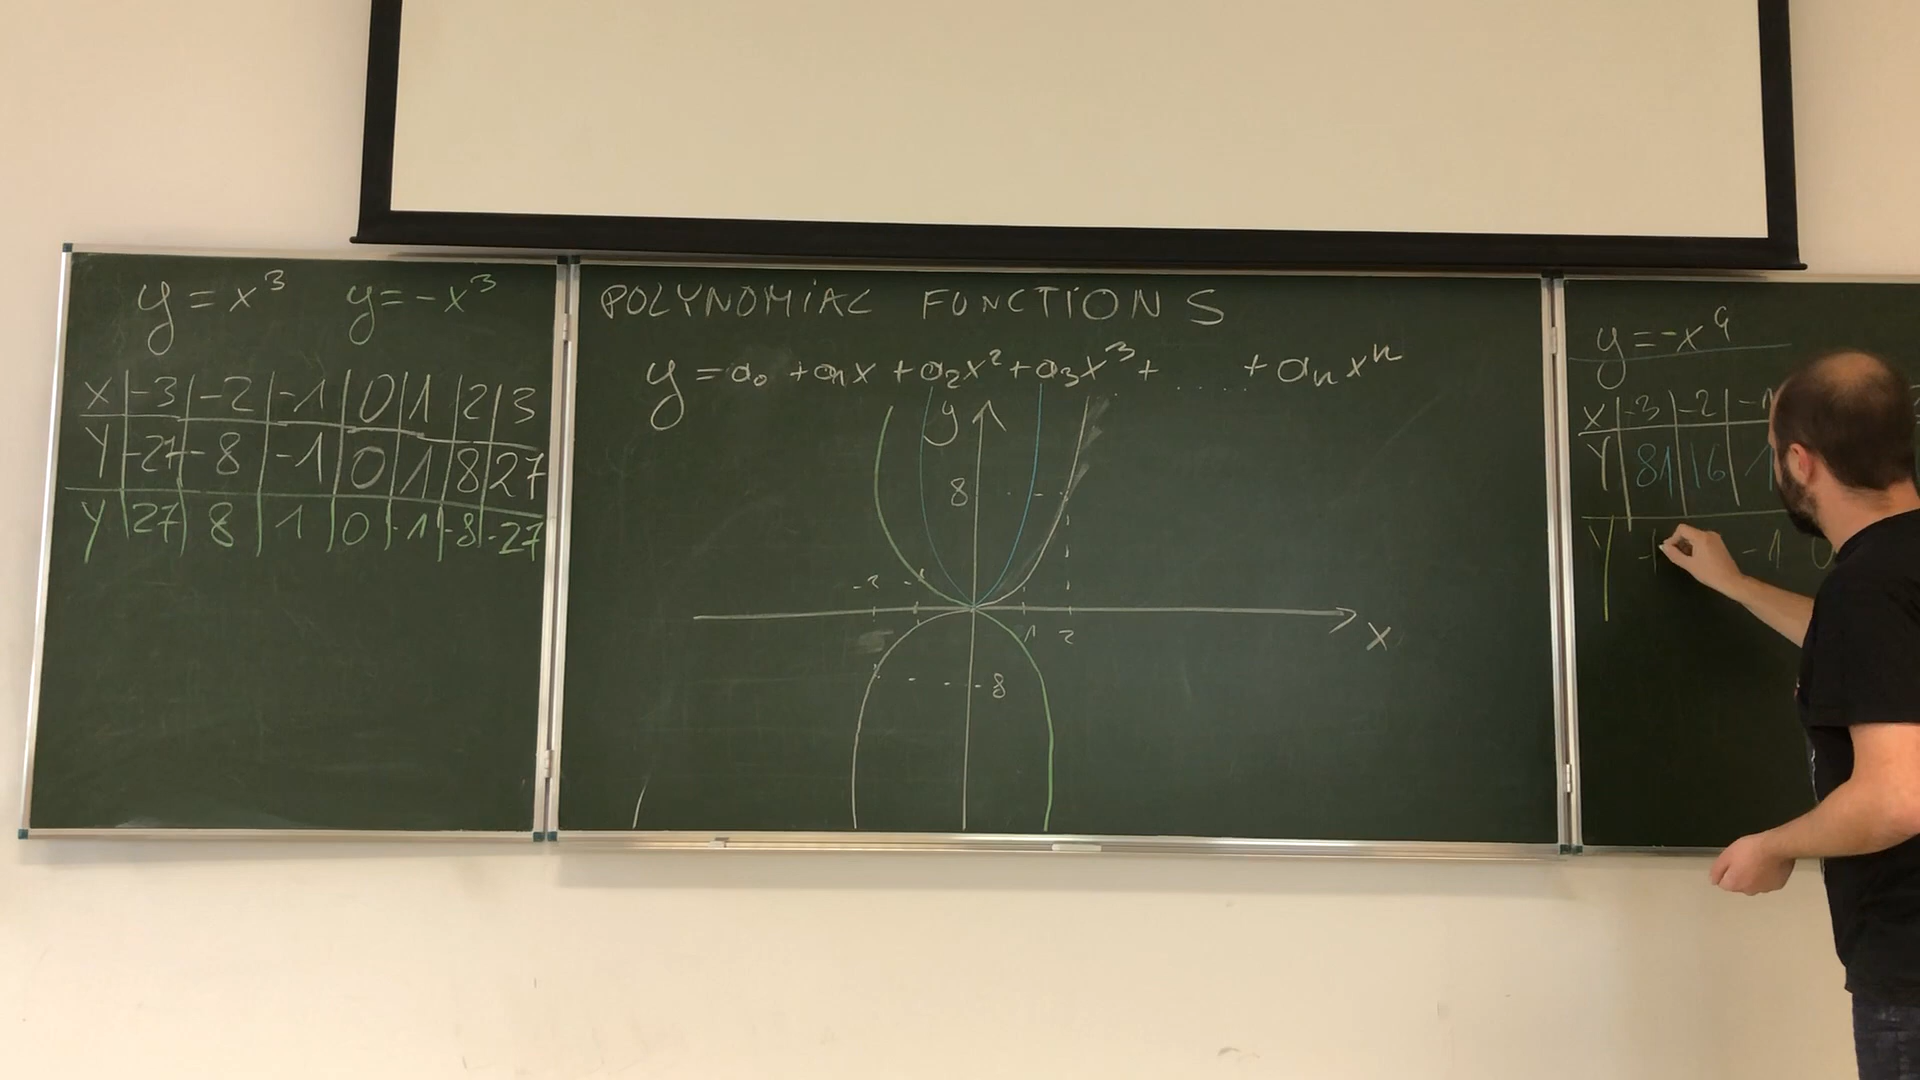 y = x³ y = -x³
X -3 -2 -1 0 1 2 3
Y -27 -8 -1 0 1 8 27
Y 27 8 1 0 -1 -8 -27
POLYNOMIAL FUNCTIONS
y = a₀ + a₁x + a₂x² + a₃x³ + ..... + aₙxⁿ
y
8
-2 -1
1 2 x
-8
y = -x⁴
X -3 -2 -1
Y 81 16 1
Y -1 0